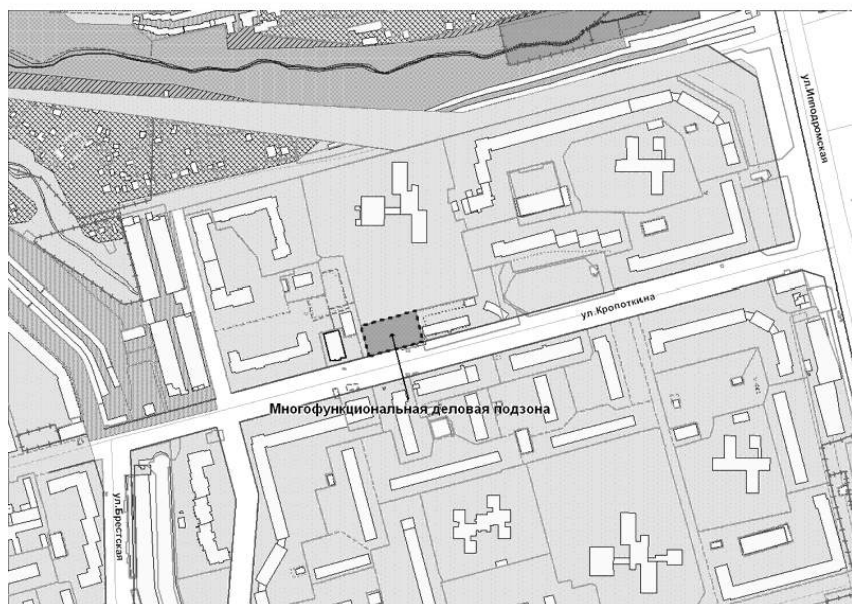 ул.Ипподромская
ул.Кропоткина
Многофункциональная деловая подзона
ул.Брестская